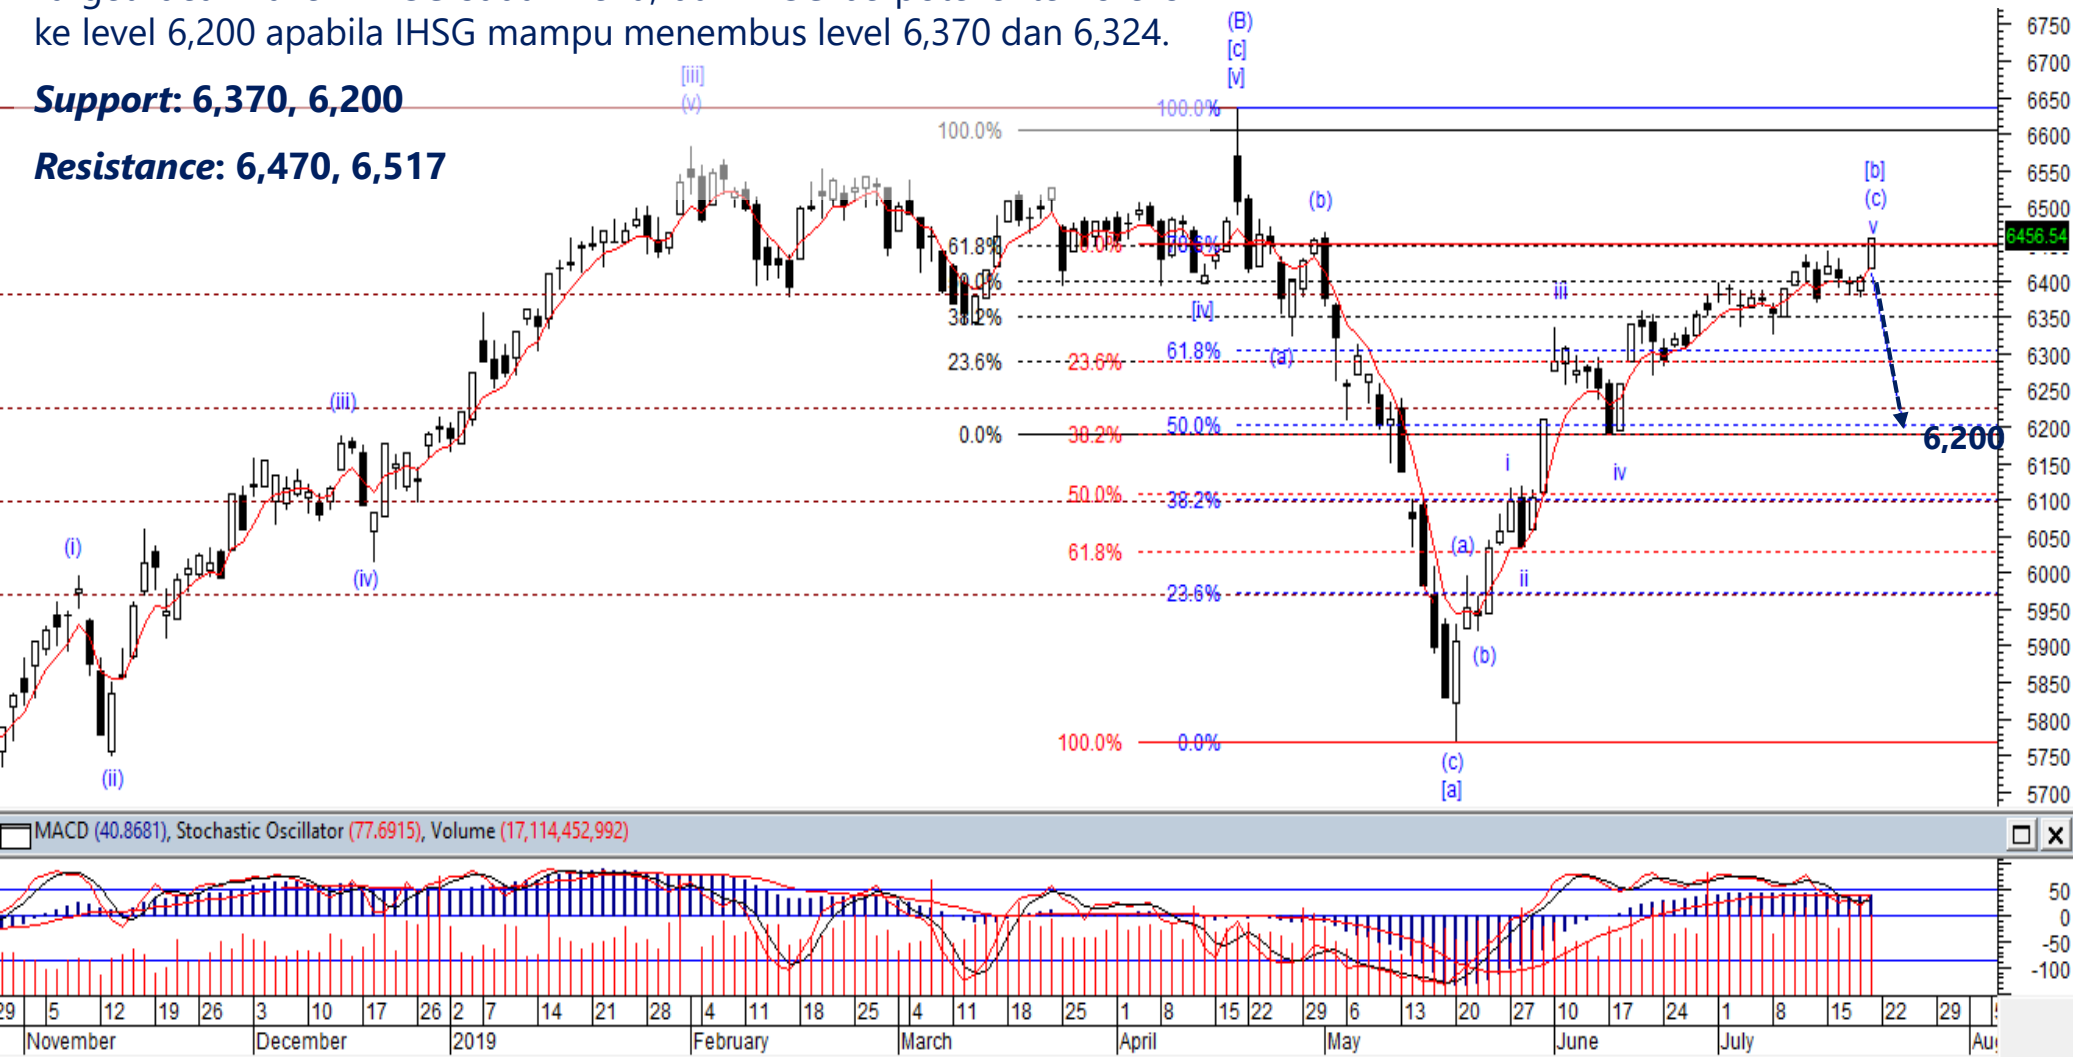 ke level 6,200 apabila IHSG mampu menembus level 6,370 dan 6,324.
Support: 6,370, 6,200
Resistance: 6,470, 6,517
(B)
[c]
[v]
[iii]
(v)
100.0%
100.0%
[b]
(c)
v
(b)
61.8%
0.0%
6456.54
38.2%
[iv]
iii
61.8%
(a)
23.6%
23.6%
(iii)
50.0%
0.0%
38.2%
6,200
i
iv
50.0%
38.2%
(i)
(a)
61.8%
(iv)
ii
23.6%
(b)
100.0%
0.0%
(ii)
(c)
[a]
6750
6700
6650
6600
6550
6500
6400
6350
6300
6250
6200
6150
6100
6050
6000
5950
5900
5850
5800
5750
5700
MACD (40.8681), Stochastic Oscillator (77.6915), Volume (17,114,452,992)
50
0
-50
-100
29 5 12 19 26 3 10 17 26 2 7 14 21 28 4 11 18 25 4 11 18 25 1 8 15 22 29 6 13 20 27 10 17 24 1 8 15 22 29
November December 2019 February March April May June July